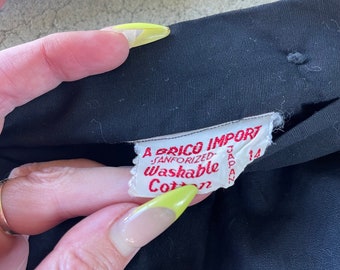 A BRICO IMPORT
-SANFORIZED-
Washable
Cotton
JAPAN
14